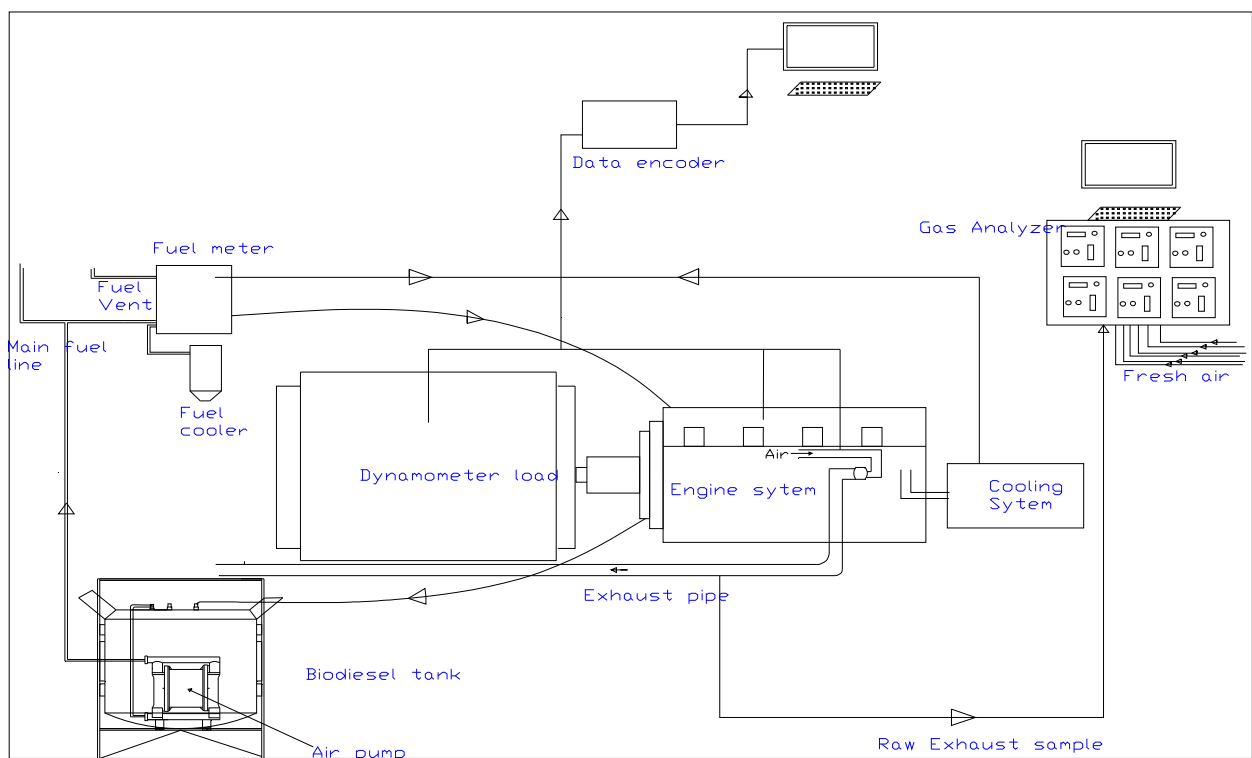 Data encoder
Gas Analyzer
Fuel meter
Fuel
Vent
Main fuel
line
Fresh air
Fuel
cooler
Air
Dynamometer load
Engine sytem
Cooling
Sytem
Exhaust pipe
Biodiesel tank
Raw Exhaust sample
Air pump